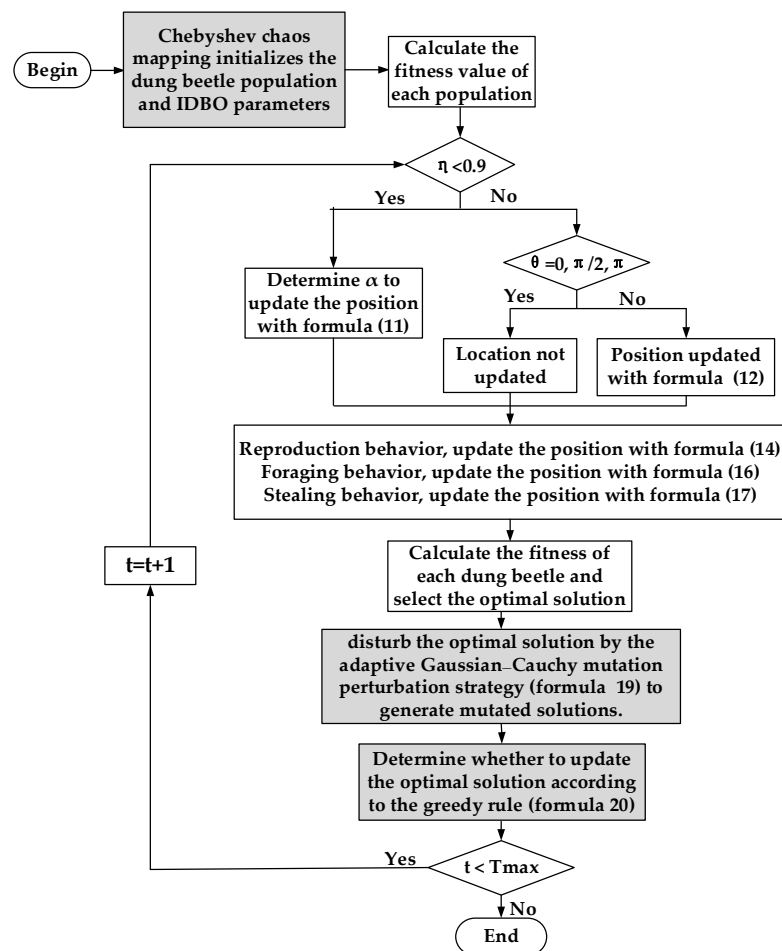 Begin
Chebyshev chaos
mapping initializes the
dung beetle population
and IDBO parameters
Calculate the
fitness value of
each population
η <0.9
Yes
No
θ =0, π /2, π
Determine α to
update the position
with formula (11)
Yes
No
Location not
updated
Position updated
with formula (12)
Reproduction behavior, update the position with formula (14)
Foraging behavior, update the position with formula (16)
Stealing behavior, update the position with formula (17)
t=t+1
Calculate the fitness of
each dung beetle and
select the optimal solution
disturb the optimal solution by the
adaptive Gaussian–Cauchy mutation
perturbation strategy (formula 19) to
generate mutated solutions.
Determine whether to update
the optimal solution according
to the greedy rule (formula 20)
Yes
t < Tmax
No
End